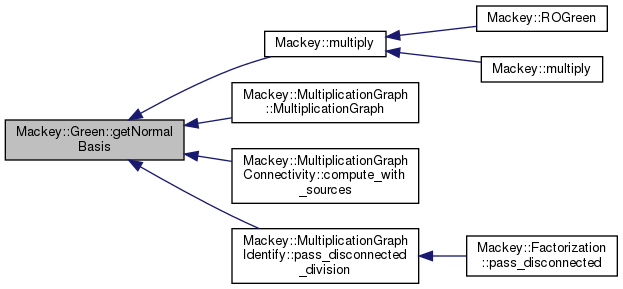 Mackey::Green::getNormal
Basis
Mackey::multiply
Mackey::ROGreen
Mackey::multiply
Mackey::MultiplicationGraph
::MultiplicationGraph
Mackey::MultiplicationGraph
Connectivity::compute_with
_sources
Mackey::MultiplicationGraph
Identify::pass_disconnected
_division
Mackey::Factorization
::pass_disconnected